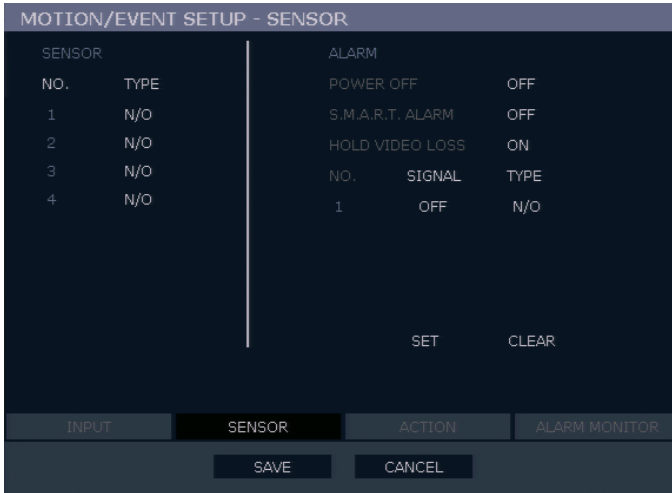 MOTION/EVENT SETUP - SENSOR
SENSOR
NO. TYPE
1 N/O
2 N/O
3 N/O
4 N/O
ALARM
POWER OFF OFF
S.M.A.R.T. ALARM OFF
HOLD VIDEO LOSS ON
NO. SIGNAL TYPE
1 OFF N/O
SET CLEAR
INPUT SENSOR ACTION ALARM MONITOR
SAVE CANCEL